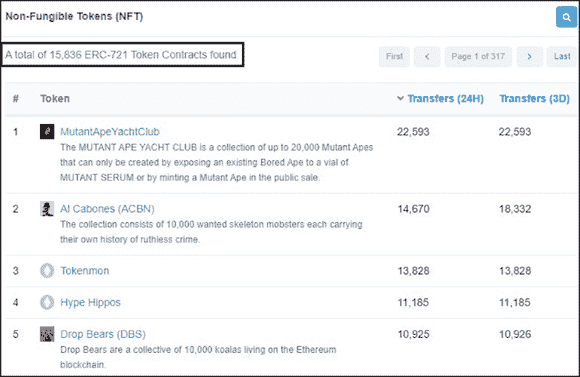 Non-Fungible Tokens (NFT)
A total of 15,836 ERC-721 Token Contracts found
First
Page 1 of 317
Last
# Token Transfers (24H) Transfers (3D)
1 MutantApeYachtClub 22,593 22,593
The MUTANT APE YACHT CLUB is a collection of up to 20,000 Mutant Apes
that can only be created by exposing an existing Bored Ape to a vial of
MUTANT SERUM or by minting a Mutant Ape in the public sale.
2 Al Cabones (ACBN) 14,670 18,332
The collection consists of 10,000 wanted skeleton mobsters each carrying
their own history of ruthless crime.
3 Tokenmon 13,828 13,828
4 Hype Hippos 11,185 11,185
5 Drop Bears (DBS) 10,925 10,926
Drop Bears are a collective of 10,000 koalas living on the Ethereum
blockchain.